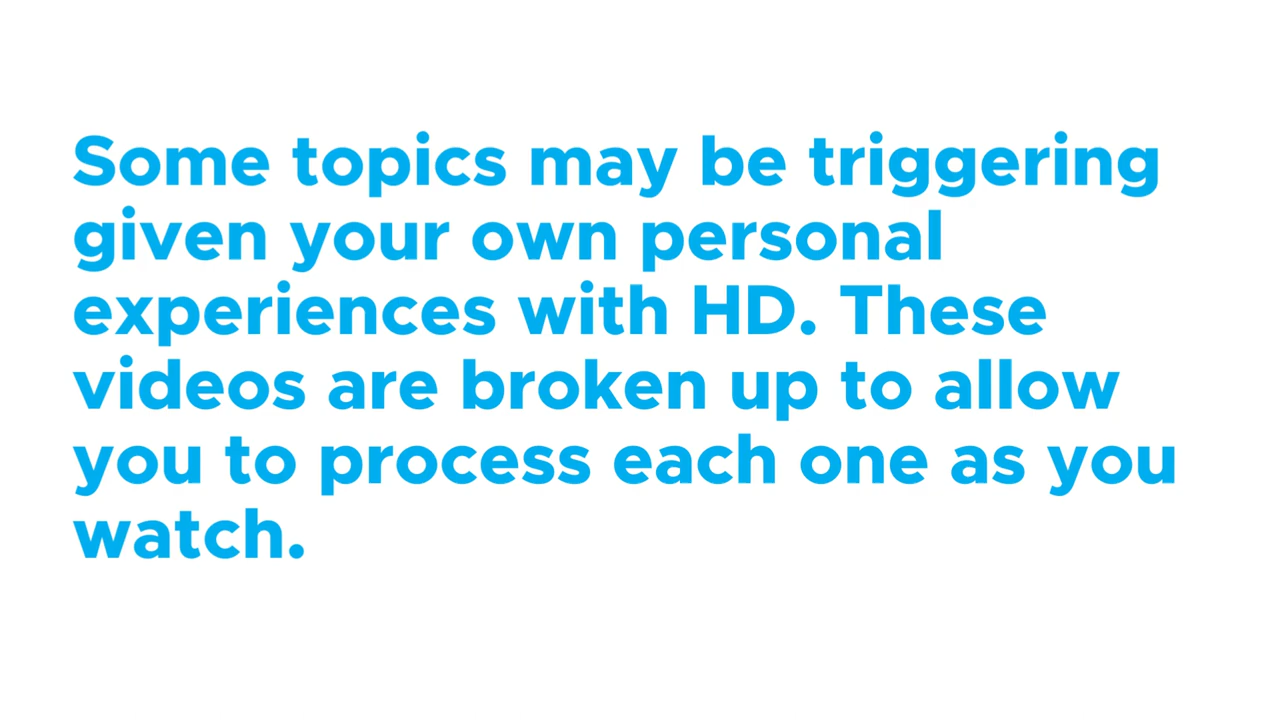 Some topics may be triggering
given your own personal
experiences with HD. These
videos are broken up to allow
you to process each one as you
watch.